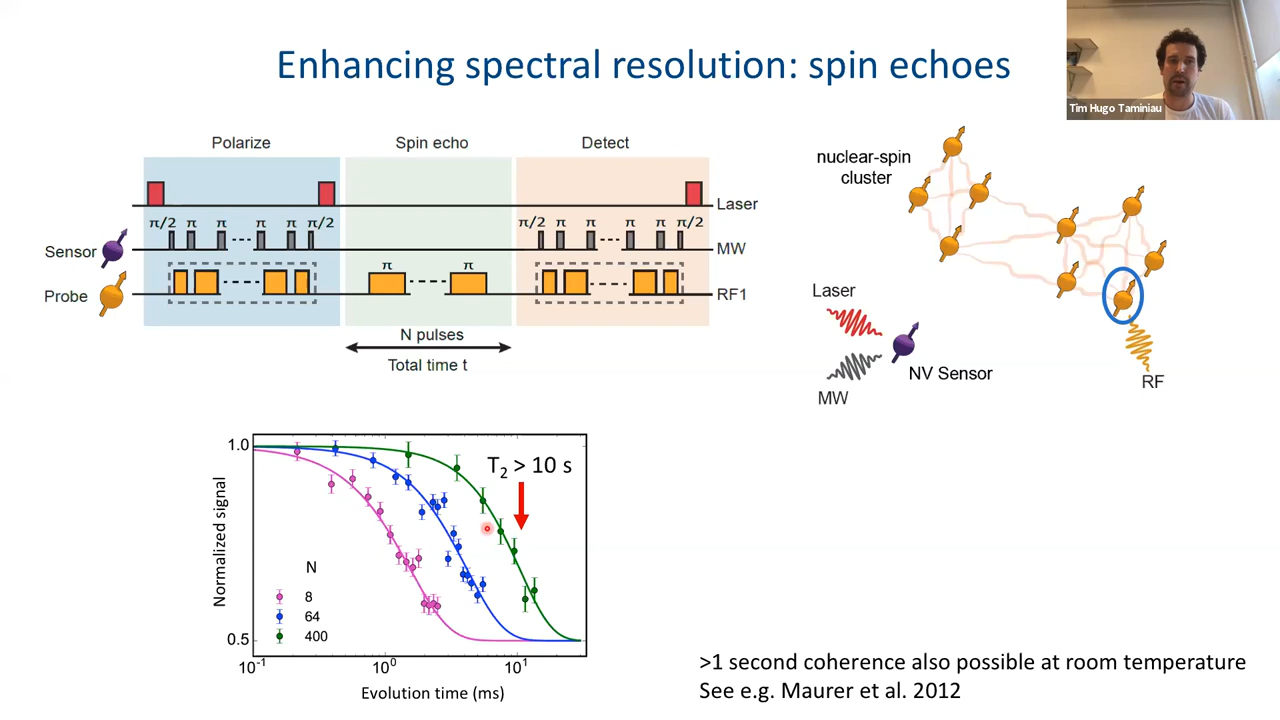 Enhancing spectral resolution: spin echoes
Tim Hugo Taminiau
Polarize
Spin echo
Detect
Laser
π/2 π π π π π/2
π/2 π π π π π/2
Sensor
MW
π π
Probe
RF1
N pulses
Total time t
nuclear-spin
cluster
Laser
NV Sensor
MW
RF
Normalized signal
1.0
0.5
T2 > 10 s
N
8
64
400
10-1 100 101
Evolution time (ms)
>1 second coherence also possible at room temperature
See e.g. Maurer et al. 2012